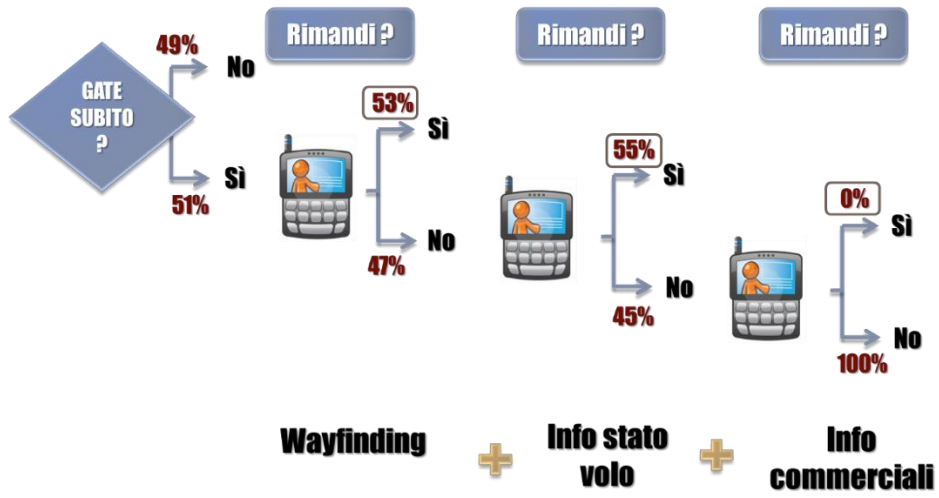 Rimandi ?
Rimandi ?
Rimandi ?
49%
No
GATE
SUBITO
?
Sì
51%
53%
Sì
No
47%
55%
Sì
No
45%
0%
Sì
No
100%
Wayfinding
Info stato
volo
Info
commerciali